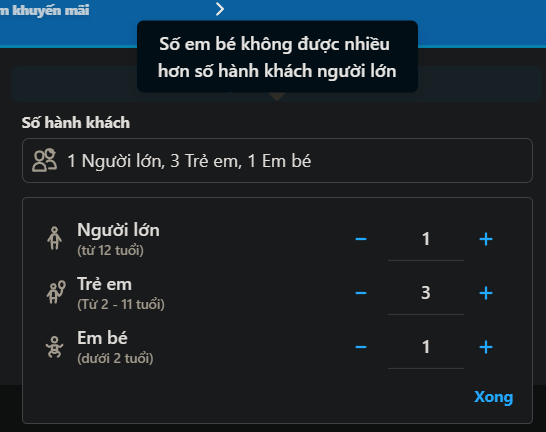 m khuyến mãi
Số em bé không được nhiều
hơn số hành khách người lớn
Số hành khách
1 Người lớn, 3 Trẻ em, 1 Em bé
Người lớn
(từ 12 tuổi)
− 1 +
Trẻ em
(Từ 2 - 11 tuổi)
− 3 +
Em bé
(dưới 2 tuổi)
− 1 +
Xong